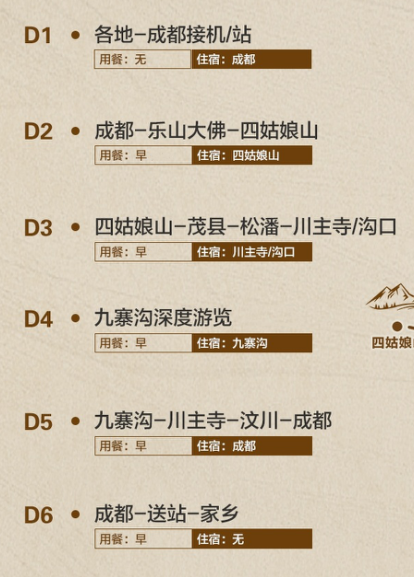 D1 • 各地–成都接机/站
用餐：无 住宿：成都
D2 • 成都–乐山大佛–四姑娘山
用餐：早 住宿：四姑娘山
D3 • 四姑娘山–茂县–松潘–川主寺/沟口
用餐：早 住宿：川主寺/沟口
D4 • 九寨沟深度游览
用餐：早 住宿：九寨沟
四姑娘
D5 • 九寨沟–川主寺–汶川–成都
用餐：早 住宿：成都
D6 • 成都–送站–家乡
用餐：早 住宿：无